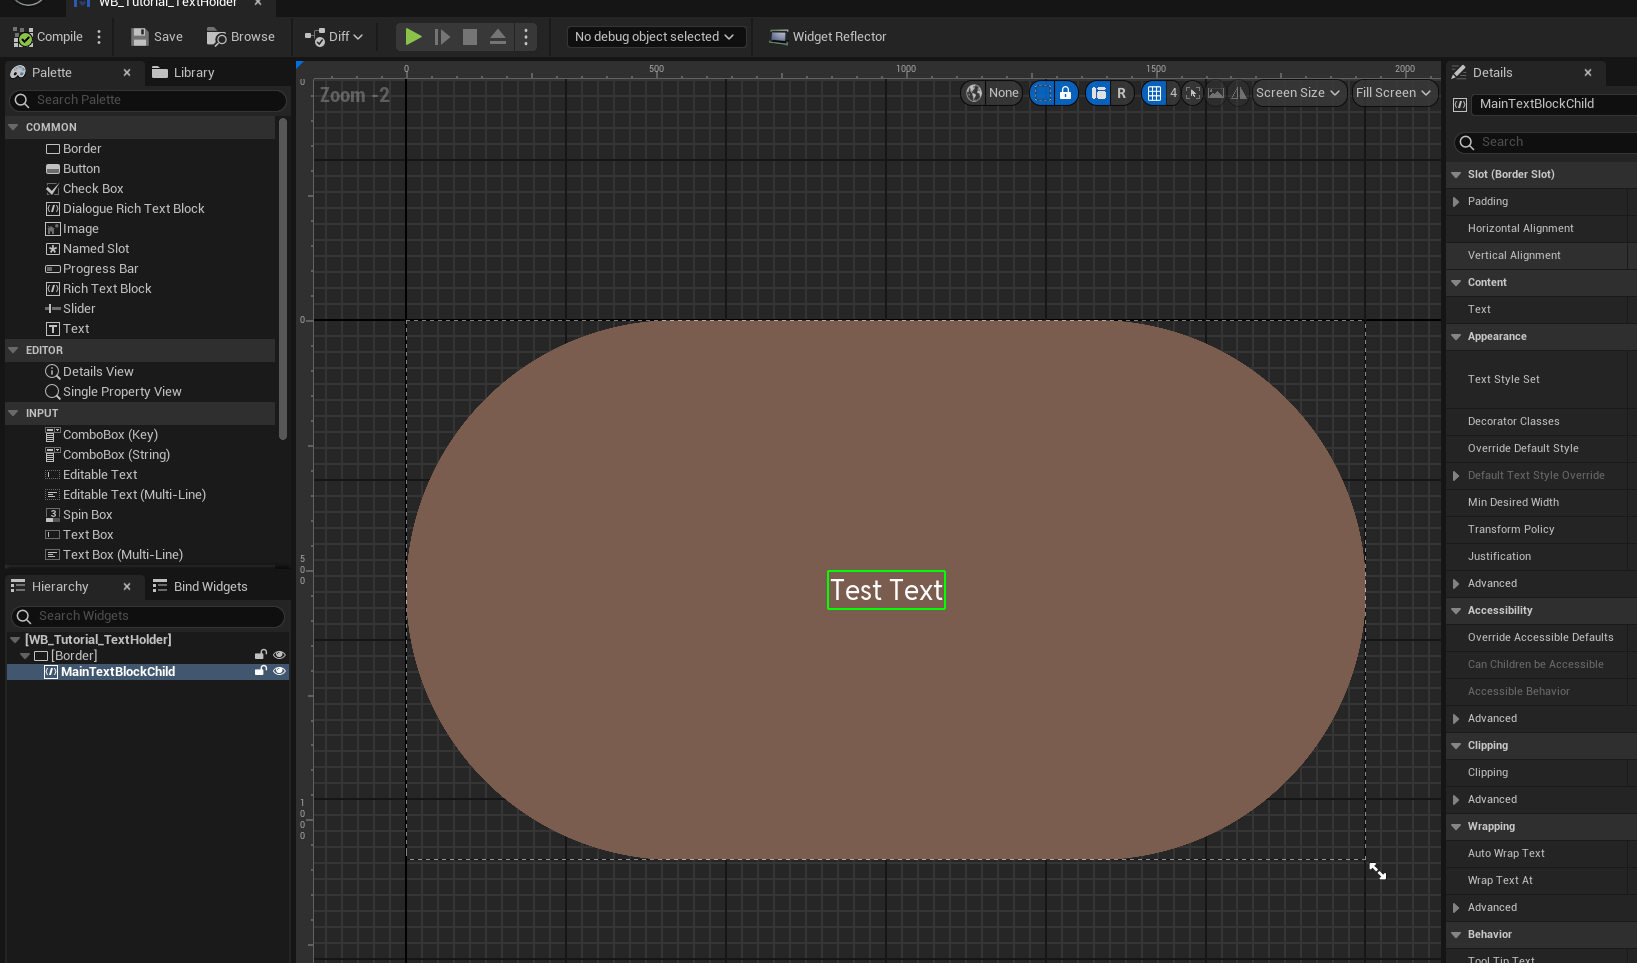 WB_Tutorial_TextHolder
Compile Save Browse Diff No debug object selected Widget Reflector
Palette Library
Search Palette
COMMON
Border
Button
Check Box
Dialogue Rich Text Block
Image
Named Slot
Progress Bar
Rich Text Block
Slider
Text
EDITOR
Details View
Single Property View
INPUT
ComboBox (Key)
ComboBox (String)
Editable Text
Editable Text (Multi-Line)
Spin Box
Text Box
Text Box (Multi-Line)
Hierarchy Bind Widgets
Search Widgets
[WB_Tutorial_TextHolder]
[Border]
MainTextBlockChild
0 500 1000 1500 2000
Zoom -2
None R 4 Screen Size Fill Screen
0
0
500
1000
Test Text
Details
MainTextBlockChild
Search
Slot (Border Slot)
Padding
Horizontal Alignment
Vertical Alignment
Content
Text
Appearance
Text Style Set
Decorator Classes
Override Default Style
Default Text Style Override
Min Desired Width
Transform Policy
Justification
Advanced
Accessibility
Override Accessible Defaults
Can Children be Accessible
Accessible Behavior
Advanced
Clipping
Clipping
Advanced
Wrapping
Auto Wrap Text
Wrap Text At
Advanced
Behavior
Tool Tip Text